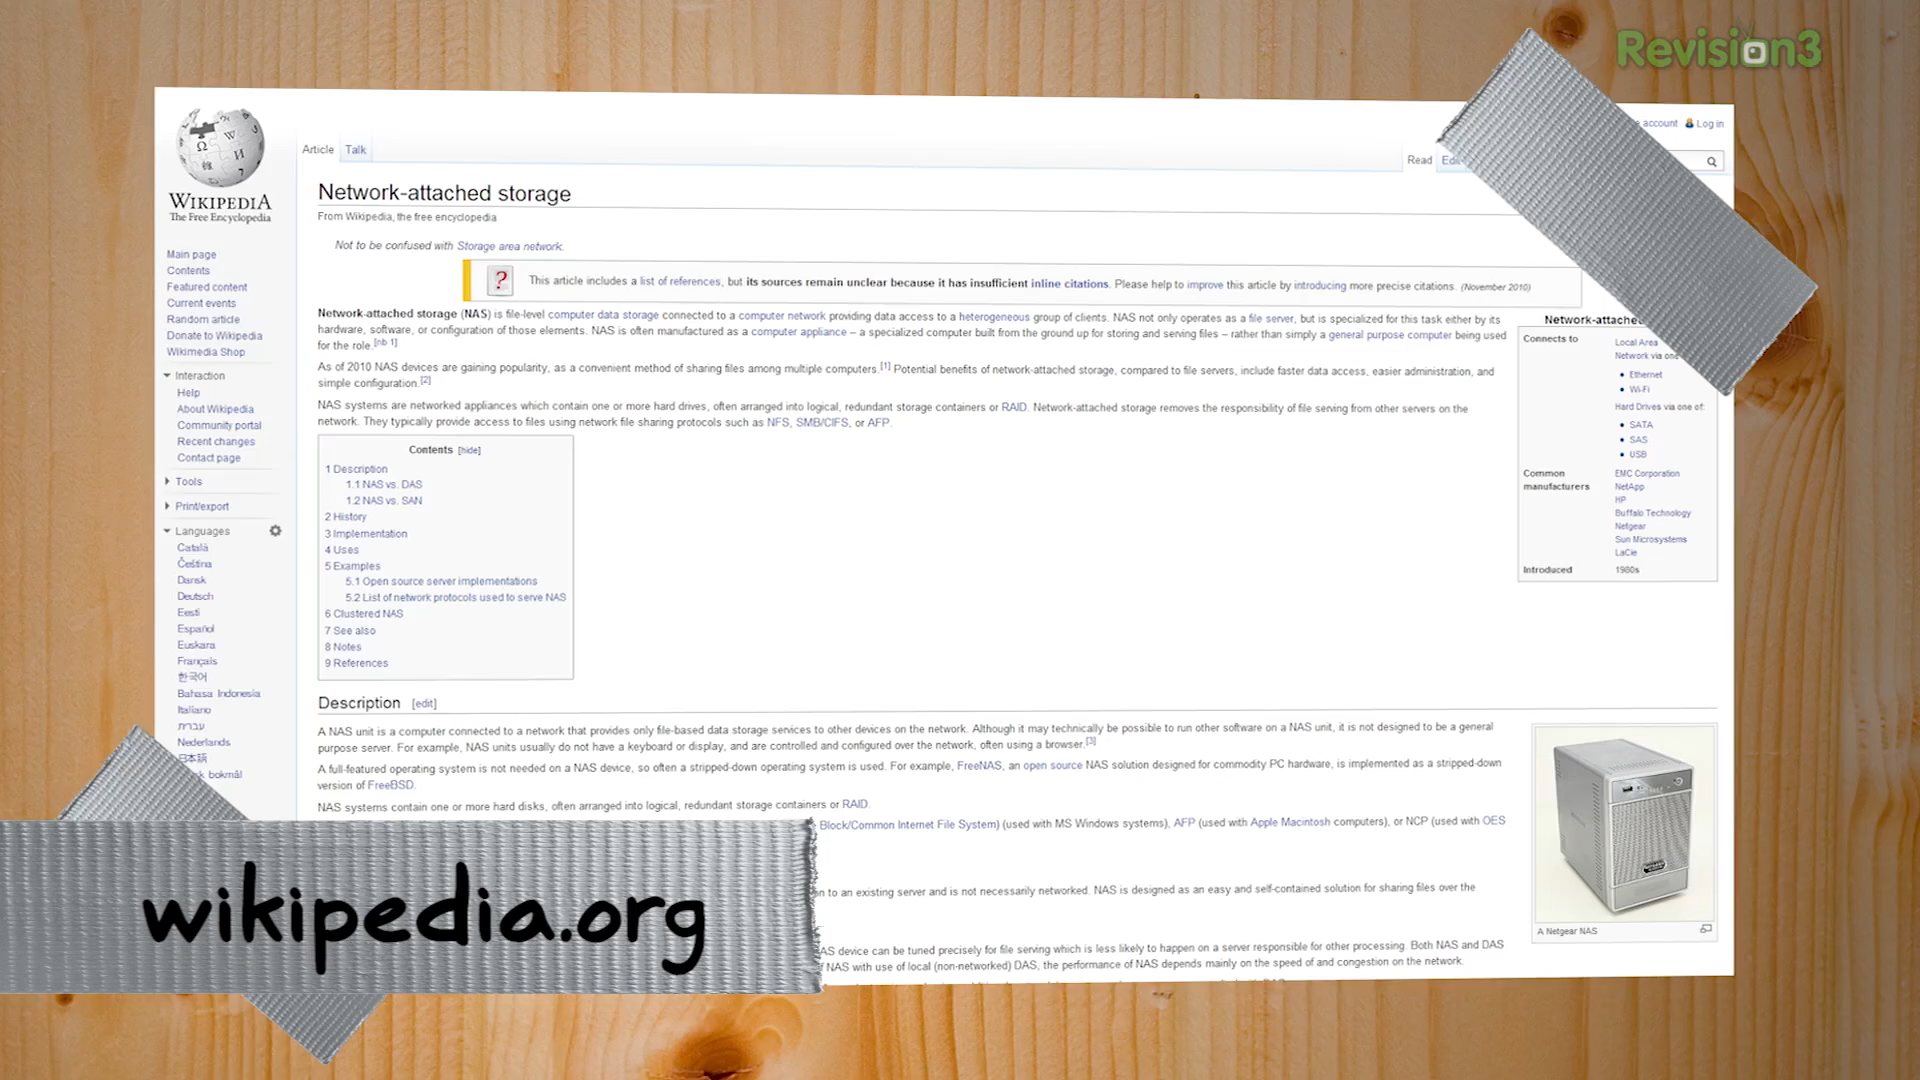 Revision3
WIKIPEDIA
The Free Encyclopedia
Main page
Contents
Featured content
Current events
Random article
Donate to Wikipedia
Wikimedia Shop
Interaction
Help
About Wikipedia
Community portal
Recent changes
Contact page
Tools
Print/export
Languages
Català
Čeština
Dansk
Deutsch
Eesti
Español
Euskara
Français
한국어
Bahasa Indonesia
Italiano
עברית
Nederlands
日本語
bokmål
account Log in
Article Talk
Read
Network-attached storage
From Wikipedia, the free encyclopedia
Not to be confused with Storage area network.
This article includes a list of references, but its sources remain unclear because it has insufficient inline citations. Please help to improve this article by introducing more precise citations. (November 2010)
Network-attached storage (NAS) is file-level computer data storage connected to a computer network providing data access to a heterogeneous group of clients. NAS not only operates as a file server, but is specialized for this task either by its
hardware, software, or configuration of those elements. NAS is often manufactured as a computer appliance – a specialized computer built from the ground up for storing and serving files – rather than simply a general purpose computer being used
for the role.[nb 1]
As of 2010 NAS devices are gaining popularity, as a convenient method of sharing files among multiple computers.[1] Potential benefits of network-attached storage, compared to file servers, include faster data access, easier administration, and
simple configuration.[2]
NAS systems are networked appliances which contain one or more hard drives, often arranged into logical, redundant storage containers or RAID. Network-attached storage removes the responsibility of file serving from other servers on the
network. They typically provide access to files using network file sharing protocols such as NFS, SMB/CIFS, or AFP.
Contents [hide]
1 Description
1.1 NAS vs. DAS
1.2 NAS vs. SAN
2 History
3 Implementation
4 Uses
5 Examples
5.1 Open source server implementations
5.2 List of network protocols used to serve NAS
6 Clustered NAS
7 See also
8 Notes
9 References
Connects to Local Area
Network via one
Ethernet
Wi-Fi
Hard Drives via one of:
SATA
SAS
USB
Common manufacturers
EMC Corporation
NetApp
HP
Buffalo Technology
Netgear
Sun Microsystems
LaCie
Introduced 1980s
Description [edit]
A NAS unit is a computer connected to a network that provides only file-based data storage services to other devices on the network. Although it may technically be possible to run other software on a NAS unit, it is not designed to be a general
purpose server. For example, NAS units usually do not have a keyboard or display, and are controlled and configured over the network, often using a browser.[3]
A full-featured operating system is not needed on a NAS device, so often a stripped-down operating system is used. For example, FreeNAS, an open source NAS solution designed for commodity PC hardware, is implemented as a stripped-down
version of FreeBSD.
NAS systems contain one or more hard disks, often arranged into logical, redundant storage containers or RAID.
Block/Common Internet File System) (used with MS Windows systems), AFP (used with Apple Macintosh computers), or NCP (used with OES
to an existing server and is not necessarily networked. NAS is designed as an easy and self-contained solution for sharing files over the
device can be tuned precisely for file serving which is less likely to happen on a server responsible for other processing. Both NAS and DAS
NAS with use of local (non-networked) DAS, the performance of NAS depends mainly on the speed of and congestion on the network.
A Netgear NAS
wikipedia.org